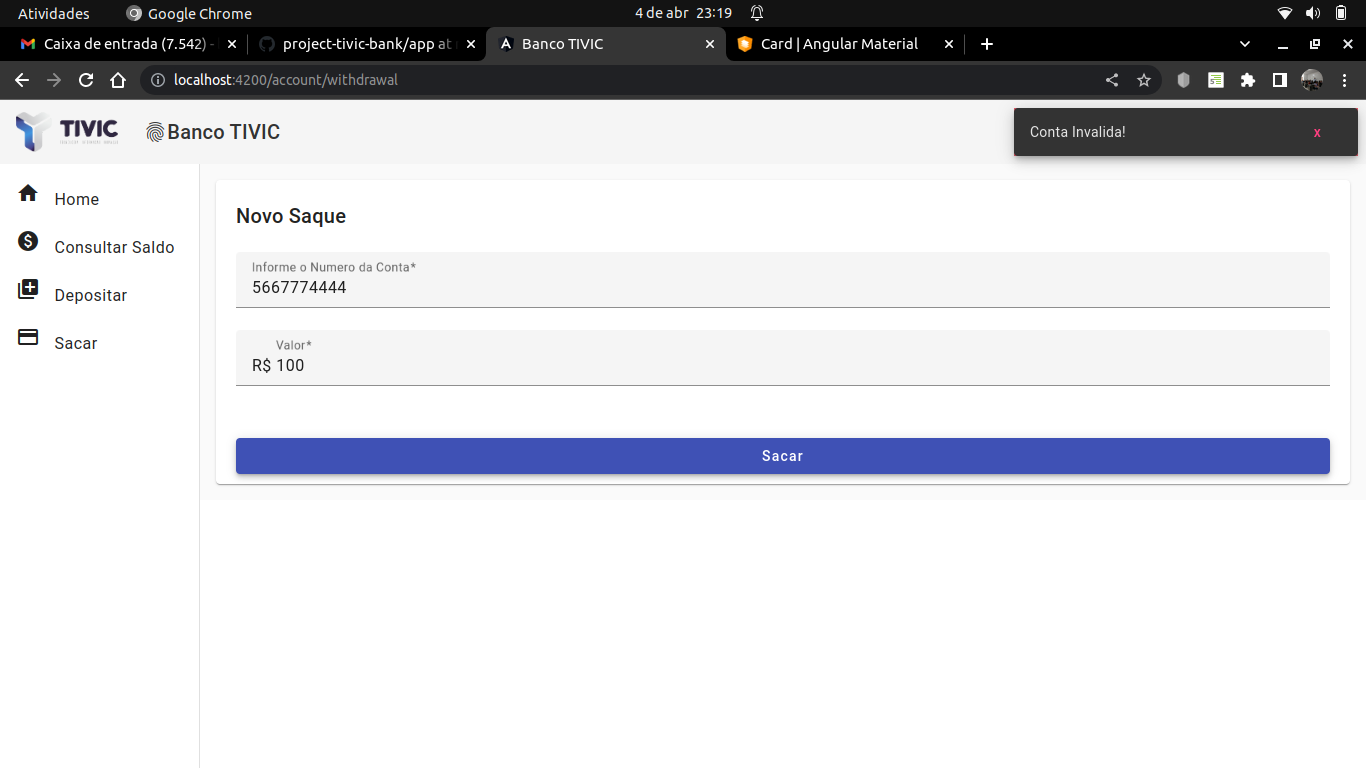 Atividades
Google Chrome
4 de abr 23:19
Caixa de entrada (7.542) -
project-tivic-bank/app at
Banco TIVIC
Card | Angular Material
localhost:4200/account/withdrawal
TIVIC
Banco TIVIC
Conta Invalida!
x
Home
Consultar Saldo
Depositar
Sacar
Novo Saque
Informe o Numero da Conta*
5667774444
Valor*
R$ 100
Sacar